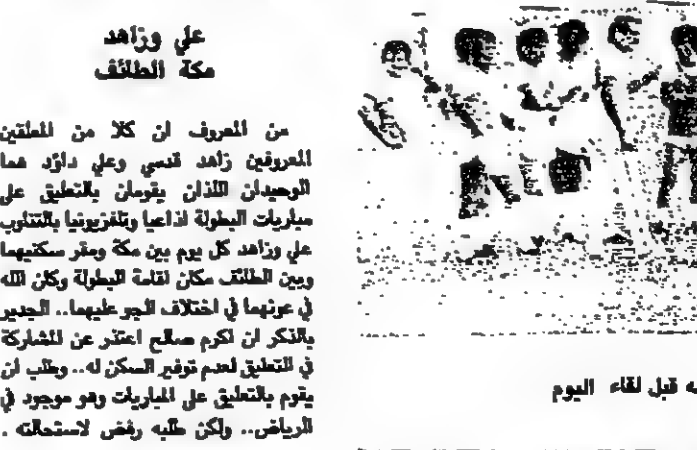 علي وزاهد
مكة الطائف
من المعروف ان كلا من المعلقين
المعروفين زاهد قدسي وعلي داؤد هما
الوحيدان اللذان يقومان بالتعليق على
مباريات البطولة اذاعيا وتلفزيونيا بالتناوب
علي وزاهد كل يوم بين مكة ومقر سكنيهما
وبين الطائف مكان اقامة البطولة وكان الله
في عونهما في اختلاف الجو عليهما.. الجدير
بالذكر ان اكرم صالح اعتذر عن المشاركة
في التعليق لعدم توفير السكن له.. وطلب ان
يقوم بالتعليق على المباريات وهو موجود في
الرياض.. ولكن طلبه رفض لاستحالته .
ه قبل لقاء اليوم